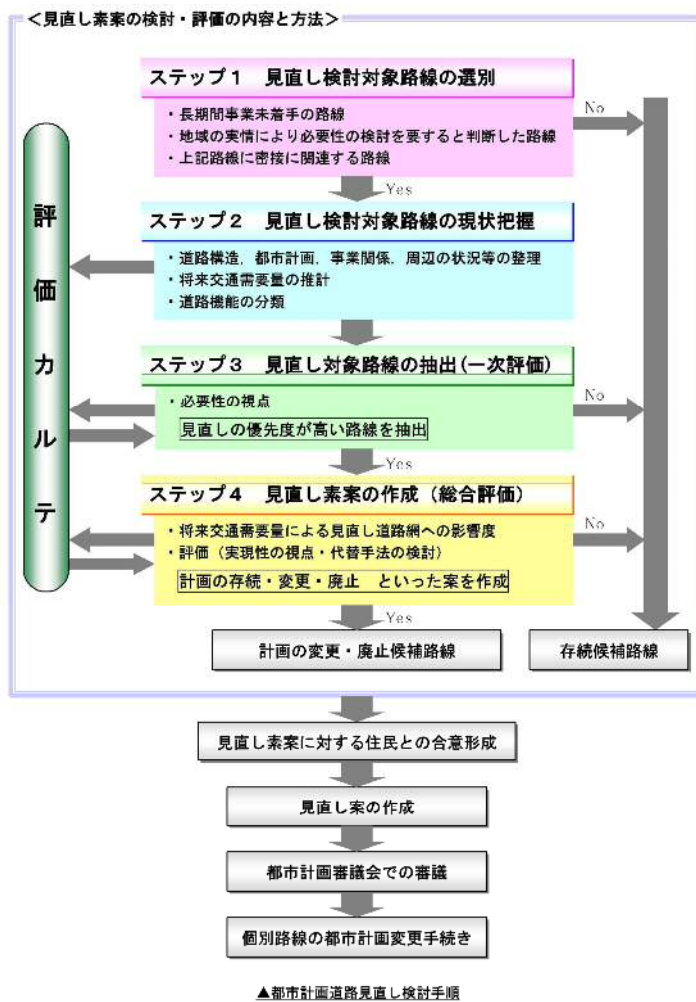 ＜見直し素案の検討・評価の内容と方法＞
ステップ１　見直し検討対象路線の選別
・長期間事業未着手の路線
・地域の実情により必要性の検討を要すると判断した路線
・上記路線に密接に関連する路線
No
Yes
評価カルテ
ステップ２　見直し検討対象路線の現状把握
・道路構造，都市計画，事業関係，周辺の状況等の整理
・将来交通需要量の推計
・道路機能の分類
ステップ３　見直し対象路線の抽出(一次評価)
・必要性の視点
見直しの優先度が高い路線を抽出
No
Yes
ステップ４　見直し素案の作成（総合評価）
・将来交通需要量による見直し道路網への影響度
・評価（実現性の視点・代替手法の検討）
計画の存続・変更・廃止　といった案を作成
No
Yes
計画の変更・廃止候補路線
存続候補路線
見直し素案に対する住民との合意形成
見直し案の作成
都市計画審議会での審議
個別路線の都市計画変更手続き
▲都市計画道路見直し検討手順